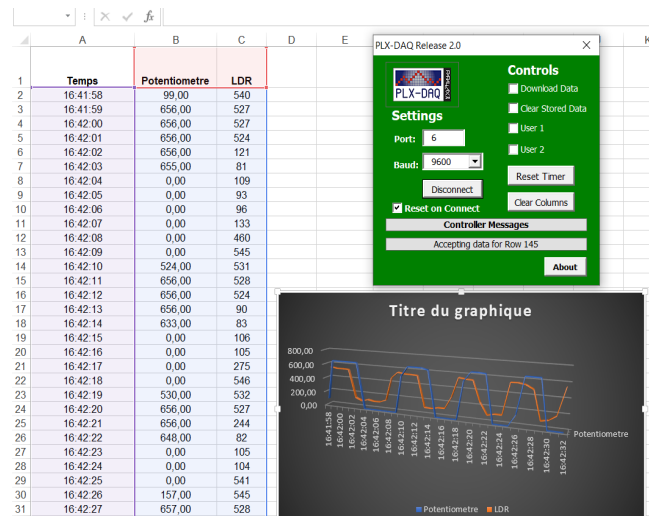 fx
A B C D E K
1 Temps Potentiometre LDR
2 16:41:58 99,00 540
3 16:41:59 656,00 527
4 16:42:00 656,00 527
5 16:42:01 656,00 524
6 16:42:02 656,00 121
7 16:42:03 655,00 81
8 16:42:04 0,00 109
9 16:42:05 0,00 93
10 16:42:06 0,00 96
11 16:42:07 0,00 133
12 16:42:08 0,00 460
13 16:42:09 0,00 545
14 16:42:10 524,00 531
15 16:42:11 656,00 528
16 16:42:12 656,00 524
17 16:42:13 656,00 90
18 16:42:14 633,00 83
19 16:42:15 0,00 106
20 16:42:16 0,00 105
21 16:42:17 0,00 275
22 16:42:18 0,00 546
23 16:42:19 530,00 532
24 16:42:20 656,00 527
25 16:42:21 656,00 244
26 16:42:22 648,00 82
27 16:42:23 0,00 105
28 16:42:24 0,00 104
29 16:42:25 0,00 541
30 16:42:26 157,00 545
31 16:42:27 657,00 528
PLX-DAQ Release 2.0
PLX-DAQ
Controls
Download Data
Clear Stored Data
User 1
User 2
Settings
Port: 6
Baud: 9600
Reset Timer
Disconnect
Clear Columns
Reset on Connect
Controller Messages
Accepting data for Row 145
About
Titre du graphique
800,00
600,00
400,00
200,00
0,00
16:41:58 16:42:00 16:42:02 16:42:04 16:42:06 16:42:08 16:42:10 16:42:12 16:42:14 16:42:16 16:42:18 16:42:20 16:42:22 16:42:24 16:42:26 16:42:28 16:42:30 16:42:32
Potentiometre
Potentiometre LDR